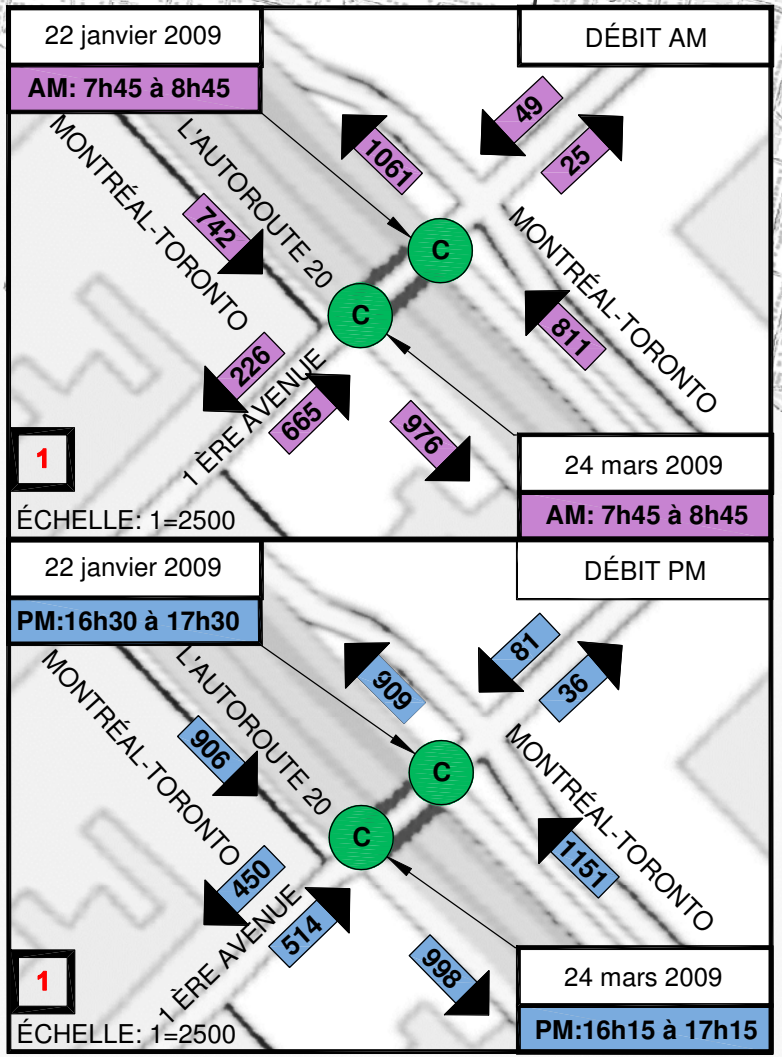 22 janvier 2009
DÉBIT AM
AM: 7h45 à 8h45
49
25
1061
MONTRÉAL-TORONTO
L'AUTOROUTE 20
742
C
MONTRÉAL-TORONTO
C
811
226
665
1 ÈRE AVENUE
976
1
24 mars 2009
ÉCHELLE: 1=2500
AM: 7h45 à 8h45
22 janvier 2009
DÉBIT PM
PM:16h30 à 17h30
81
36
909
MONTRÉAL-TORONTO
L'AUTOROUTE 20
906
C
MONTRÉAL-TORONTO
C
1151
450
514
1 ÈRE AVENUE
998
1
24 mars 2009
ÉCHELLE: 1=2500
PM:16h15 à 17h15